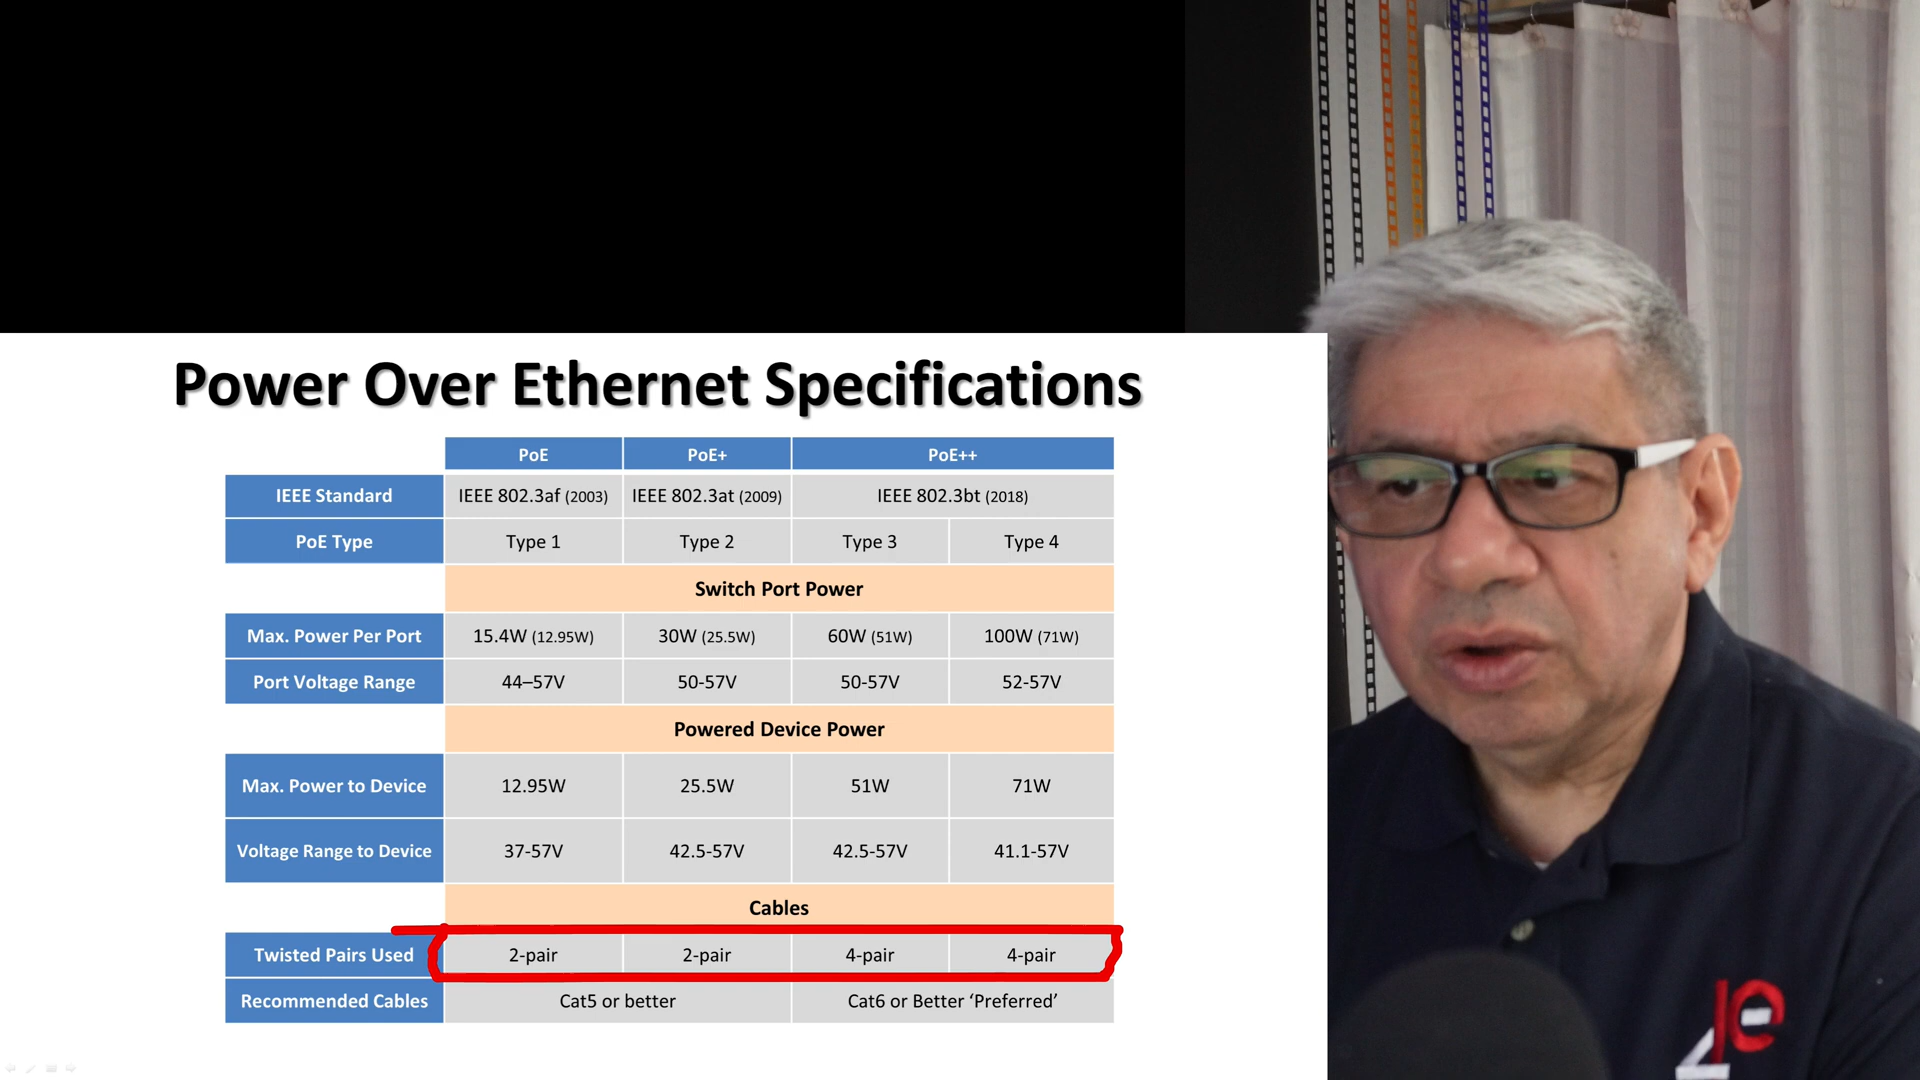 Power Over Ethernet Specifications
PoE PoE+ PoE++
IEEE Standard IEEE 802.3af (2003) IEEE 802.3at (2009) IEEE 802.3bt (2018)
PoE Type Type 1 Type 2 Type 3 Type 4
Switch Port Power
Max. Power Per Port 15.4W (12.95W) 30W (25.5W) 60W (51W) 100W (71W)
Port Voltage Range 44–57V 50-57V 50-57V 52-57V
Powered Device Power
Max. Power to Device 12.95W 25.5W 51W 71W
Voltage Range to Device 37-57V 42.5-57V 42.5-57V 41.1-57V
Cables
Twisted Pairs Used 2-pair 2-pair 4-pair 4-pair
Recommended Cables Cat5 or better Cat6 or Better ‘Preferred’